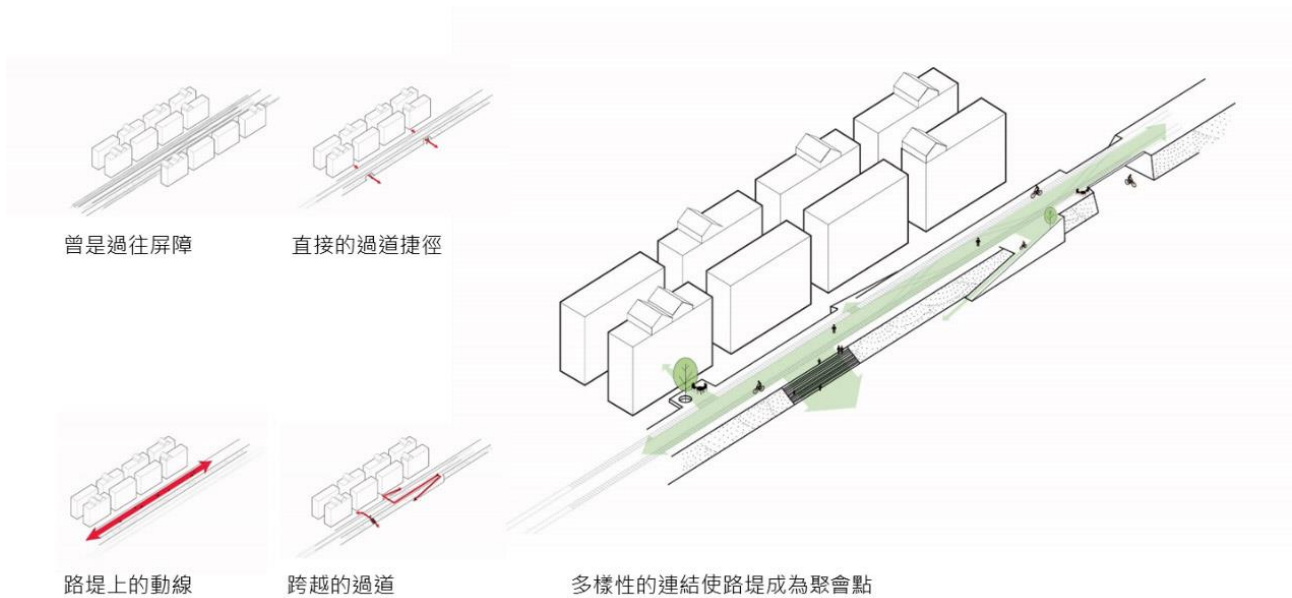 曾是過往屏障
直接的過道捷徑
路堤上的動線
跨越的過道
多樣性的連結使路堤成為聚會點